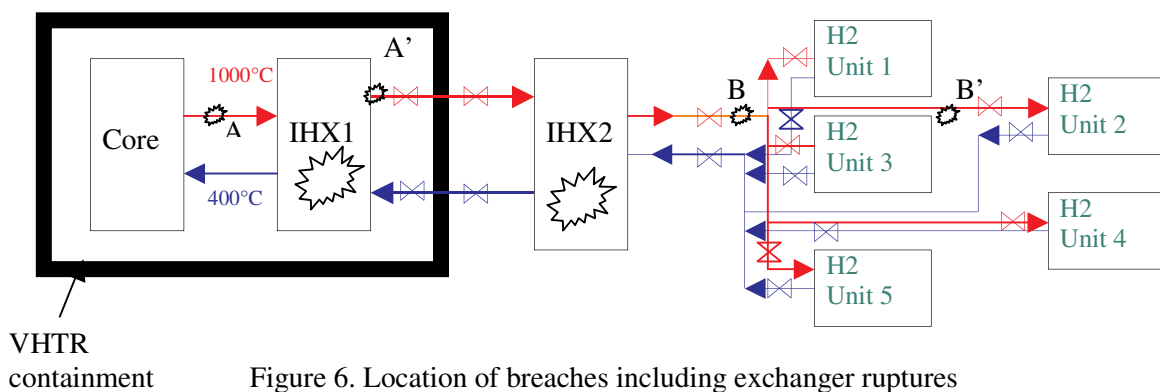 A’
H2
Unit 1
1000°C
B
B’
H2
Unit 2
A
Core
IHX1
IHX2
H2
Unit 3
400°C
H2
Unit 4
H2
Unit 5
VHTR
containment
Figure 6. Location of breaches including exchanger ruptures